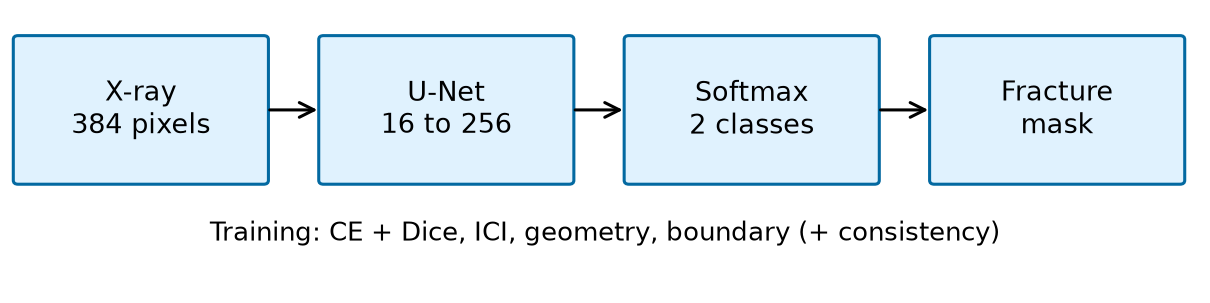 X-ray
384 pixels
U-Net
16 to 256
Softmax
2 classes
Fracture
mask
Training: CE + Dice, ICI, geometry, boundary (+ consistency)